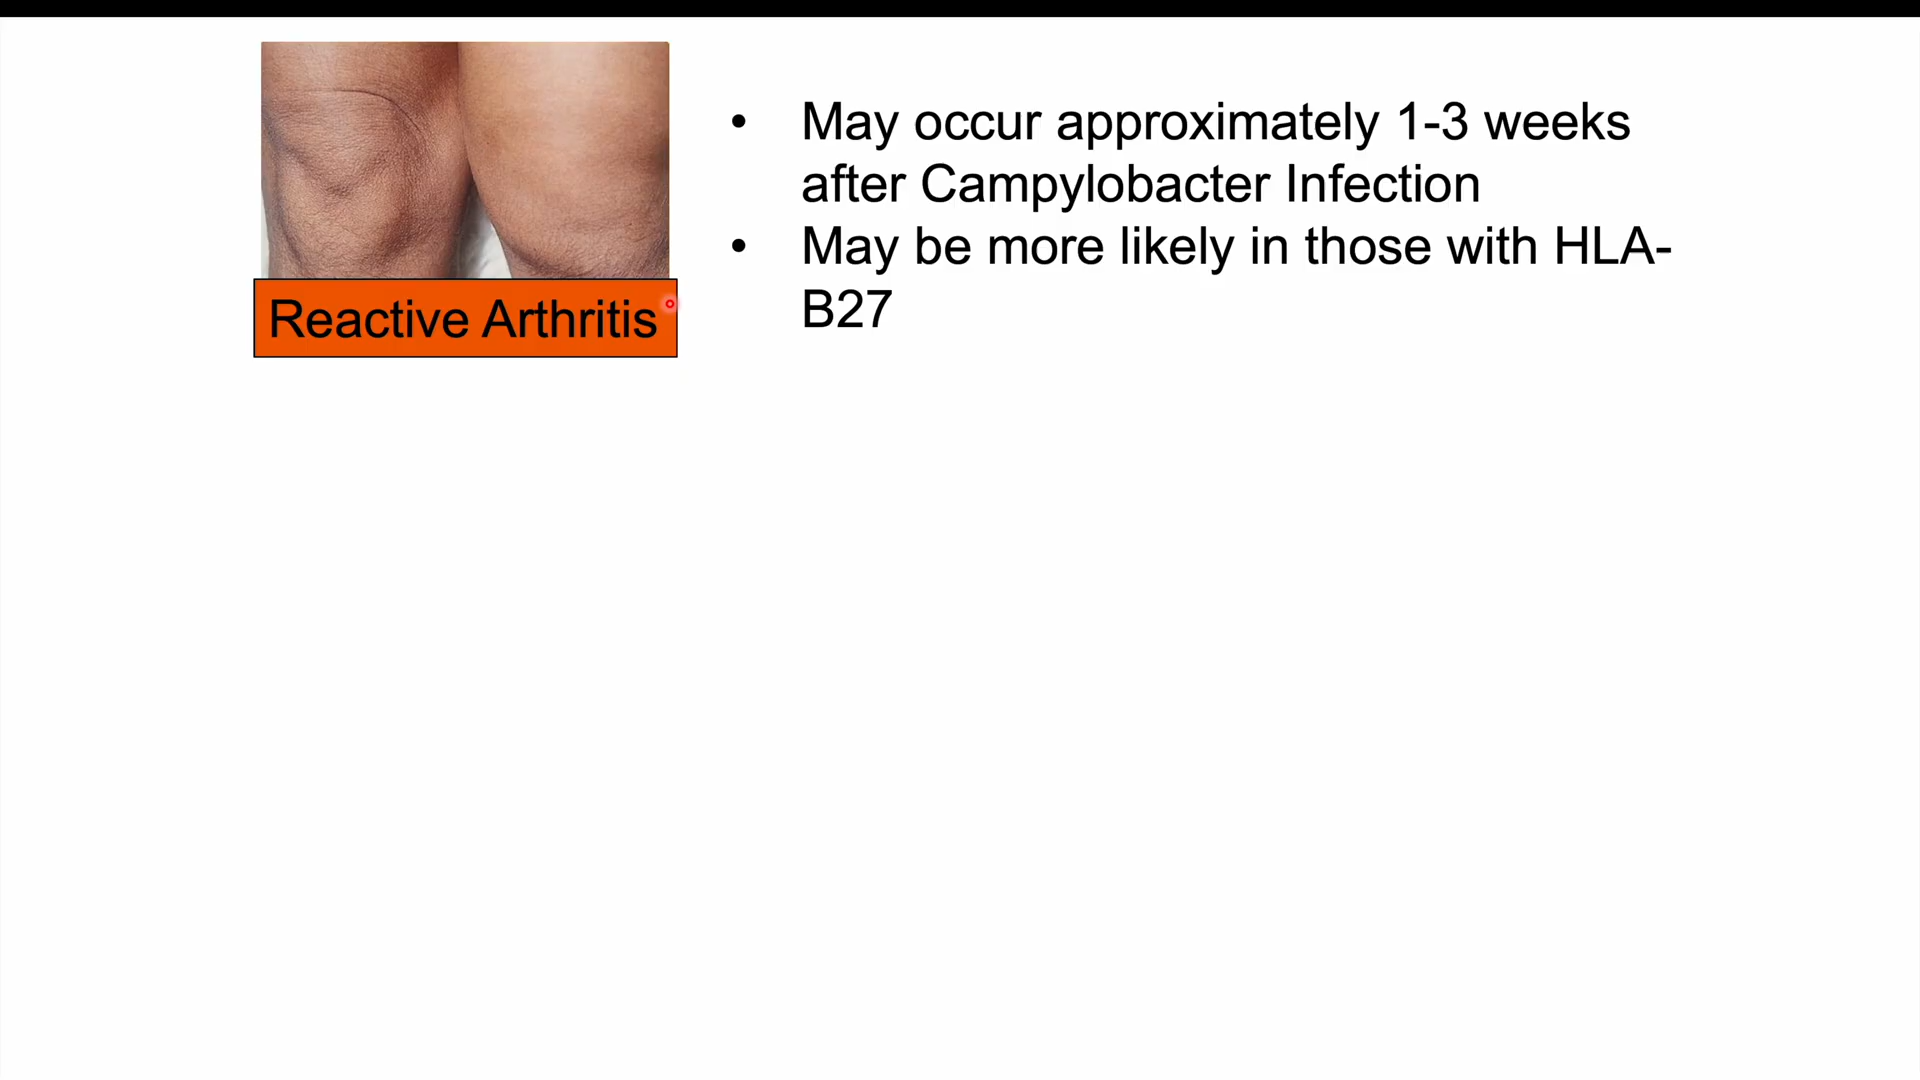 • May occur approximately 1-3 weeks
after Campylobacter Infection
• May be more likely in those with HLA-
B27
Reactive Arthritis